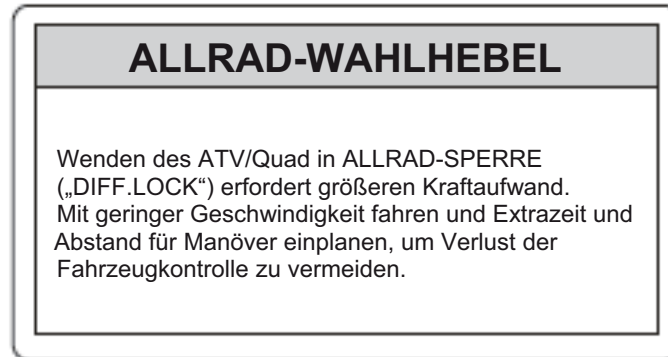 ALLRAD-WAHLHEBEL
Wenden des ATV/Quad in ALLRAD-SPERRE
(„DIFF.LOCK“) erfordert größeren Kraftaufwand.
Mit geringer Geschwindigkeit fahren und Extrazeit und
Abstand für Manöver einplanen, um Verlust der
Fahrzeugkontrolle zu vermeiden.